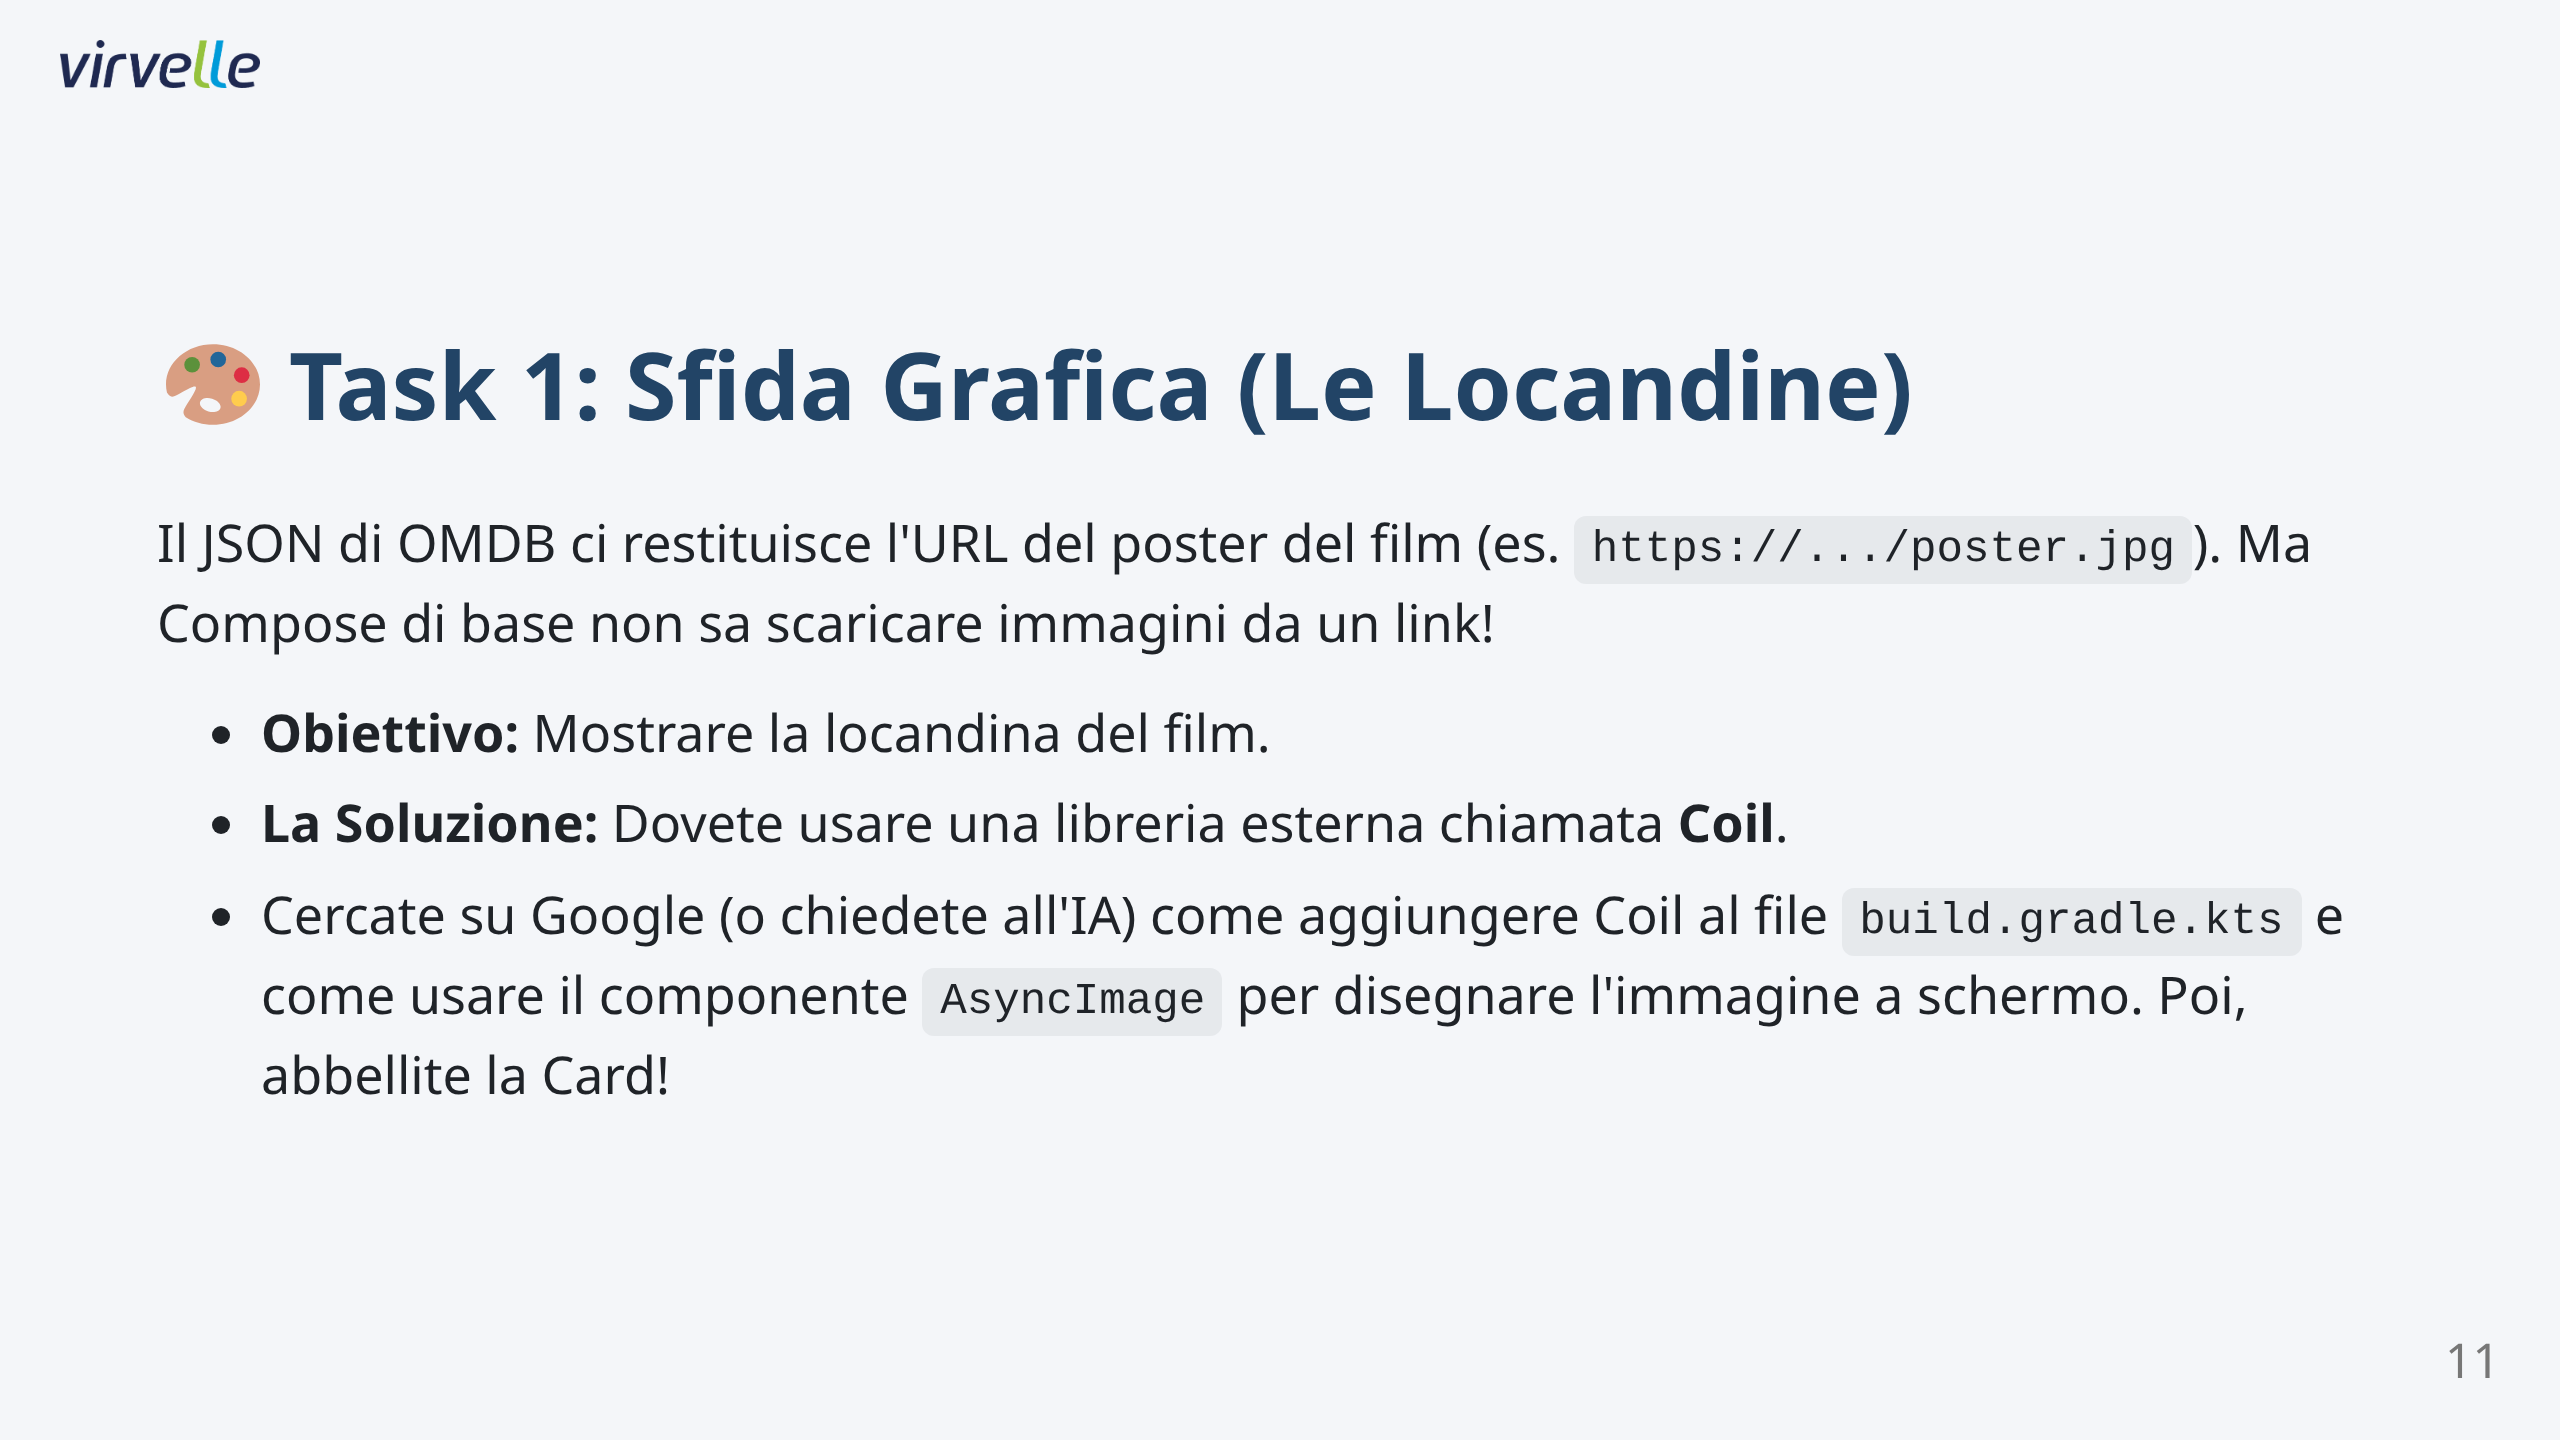 virvelle
Task 1: Sfida Grafica (Le Locandine)
Il JSON di OMDB ci restituisce l'URL del poster del film (es. https://.../poster.jpg). Ma
Compose di base non sa scaricare immagini da un link!
• Obiettivo: Mostrare la locandina del film.
• La Soluzione: Dovete usare una libreria esterna chiamata Coil.
• Cercate su Google (o chiedete all'IA) come aggiungere Coil al file build.gradle.kts e
come usare il componente AsyncImage per disegnare l'immagine a schermo. Poi,
abbellite la Card!
11